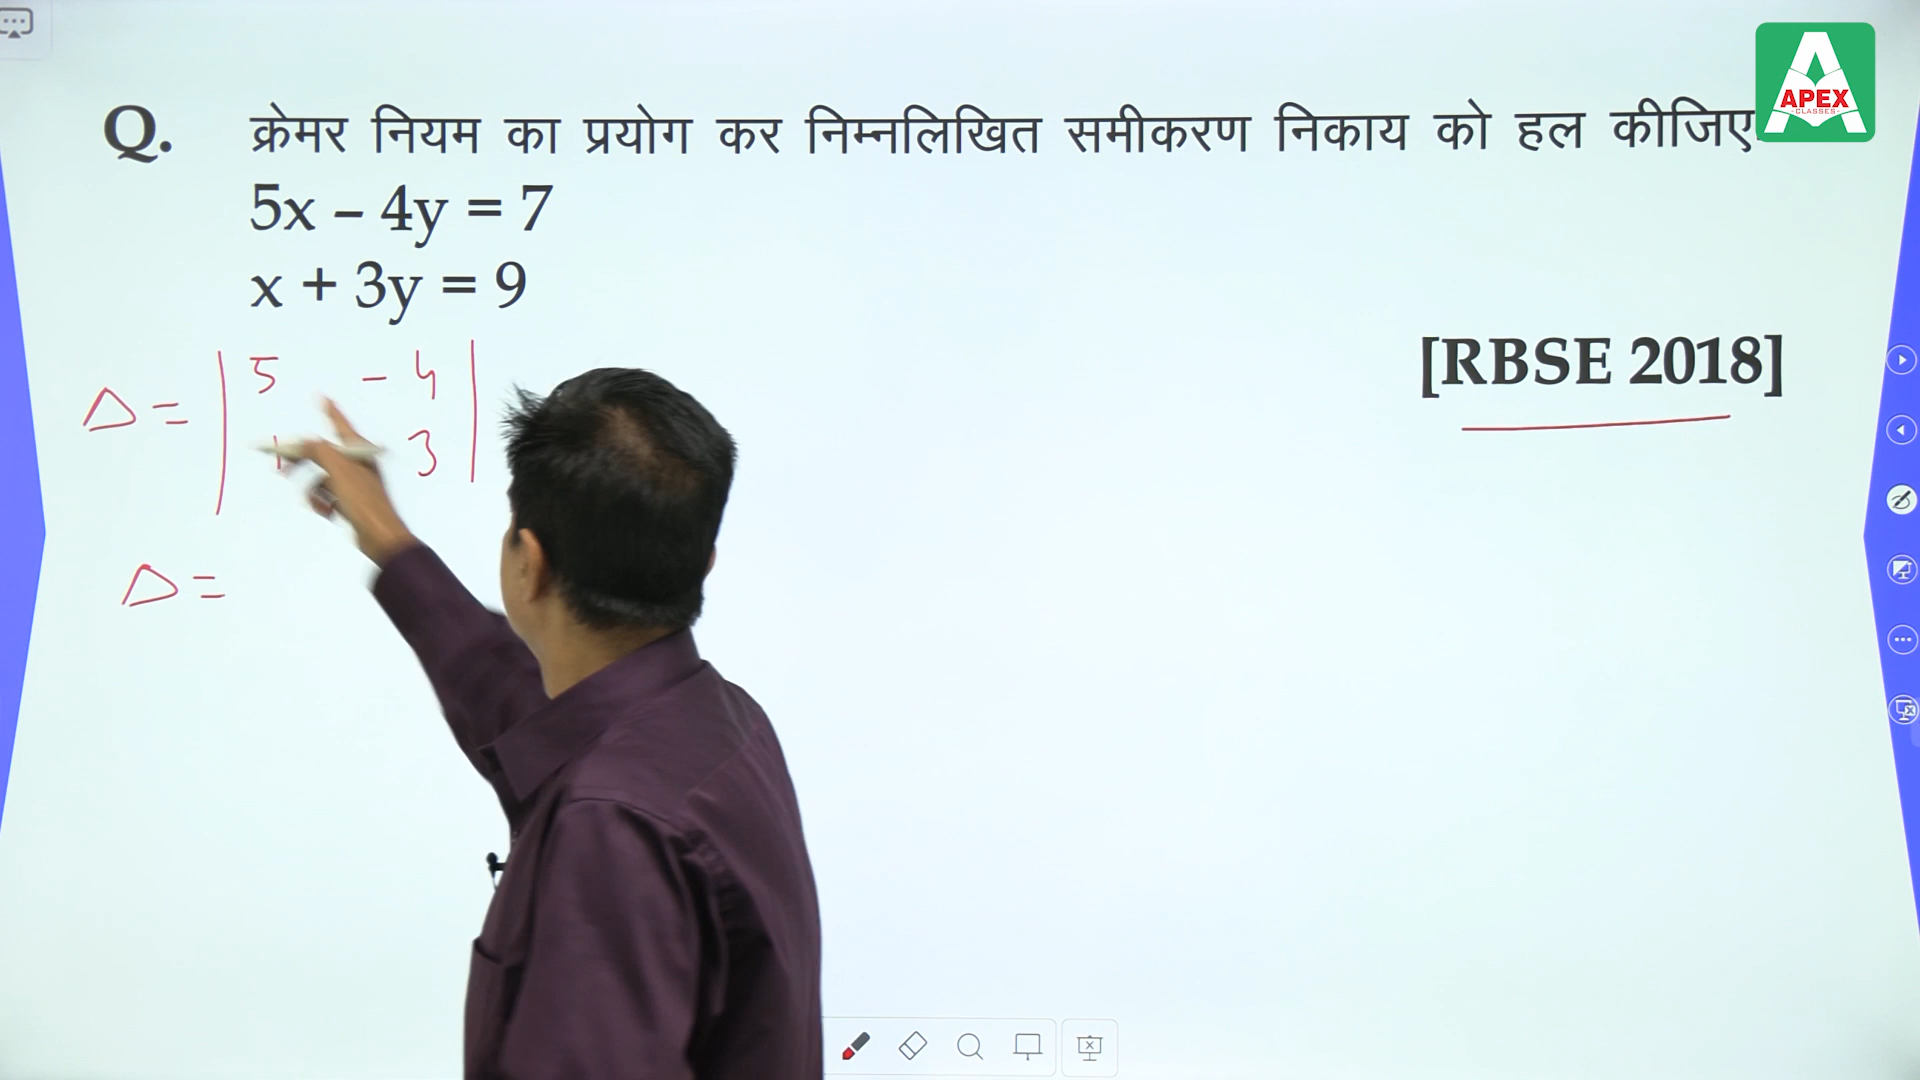 APEX
CLASSES
Q. क्रेमर नियम का प्रयोग कर निम्नलिखित समीकरण निकाय को हल कीजिए
5x – 4y = 7
x + 3y = 9
[RBSE 2018]
Δ = | 5 - 4 |
3
Δ =